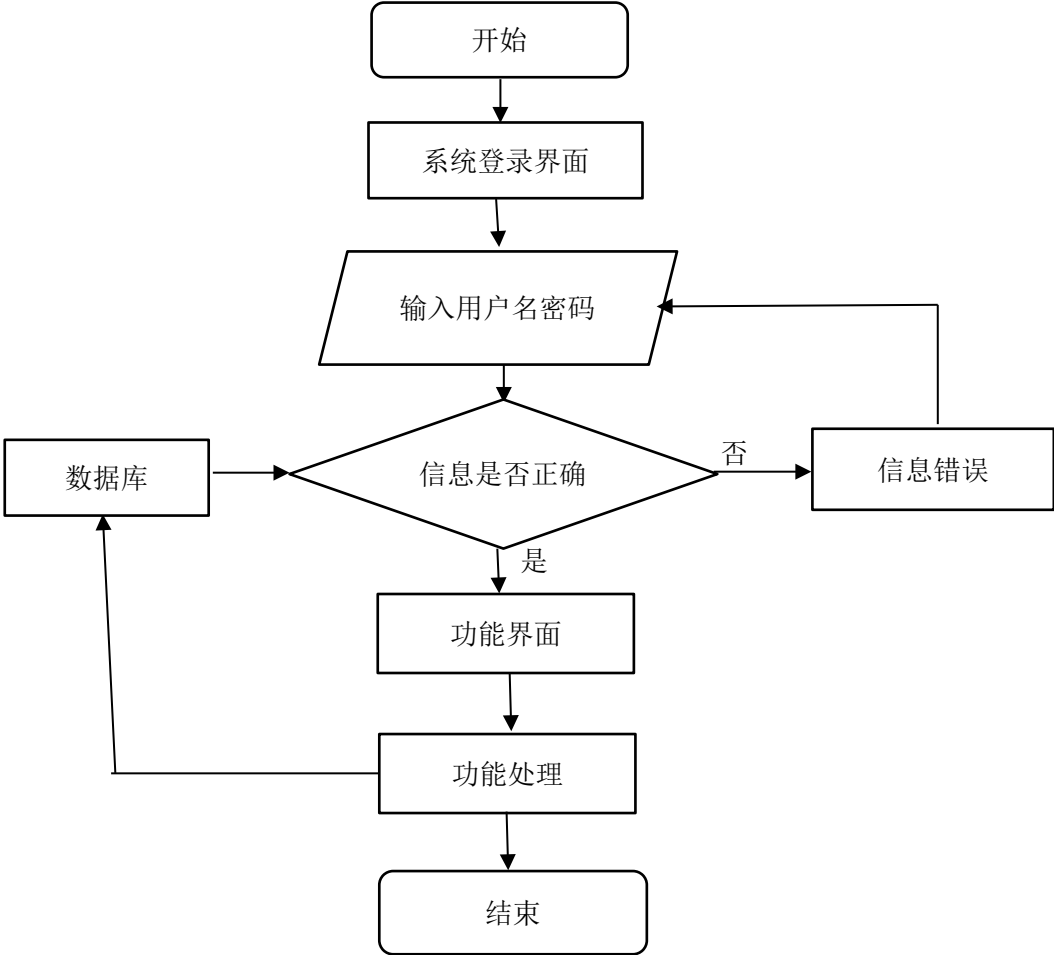 开始
系统登录界面
输入用户名密码
数据库
信息是否正确
否
信息错误
是
功能界面
功能处理
结束